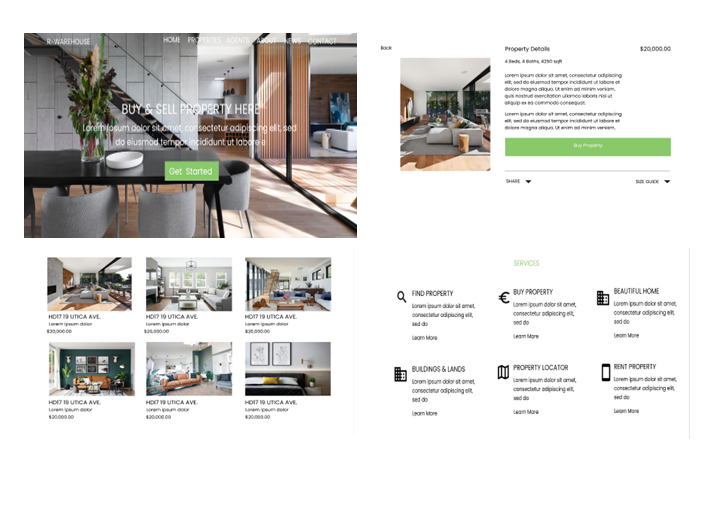 R-WAREHOUSE
HOME PROPERTIES AGENTS ABOUT NEWS CONTACT
BUY & SELL PROPERTY HERE
Lorem ipsum dolor sit amet, consectetur adipiscing elit, sed
do eiusmod tempor incididunt ut labore e
Get Started
Back
Property Details
$20,000.00
4 Beds, 4 Baths, 4250 sqft
Lorem ipsum dolor sit amet, consectetur adipiscing
elit, sed do eiusmod tempor incididunt ut labore et
dolore magna aliqua. Ut enim ad minim veniam,
quis nostrud exercitation ullamco laboris nisi ut
aliquip ex ea commodo consequat.
Lorem ipsum dolor sit amet, consectetur adipiscing
elit, sed do eiusmod tempor incididunt ut labore et
dolore magna aliqua. Ut enim ad minim veniam,
Buy Property
SHARE
SIZE GUIDE
HD17 19 UTICA AVE.
Lorem ipsum dolor
$20,000.00
HD17 19 UTICA AVE.
Lorem ipsum dolor
$20,000.00
HD17 19 UTICA AVE.
Lorem ipsum dolor
$20,000.00
HD17 19 UTICA AVE.
Lorem ipsum dolor
$20,000.00
HD17 19 UTICA AVE.
Lorem ipsum dolor
$20,000.00
HD17 19 UTICA AVE.
Lorem ipsum dolor
$20,000.00
SERVICES
FIND PROPERTY
Lorem ipsum dolor sit amet,
consectetur adipiscing elit,
sed do
Learn More
BUY PROPERTY
Lorem ipsum dolor sit amet,
consectetur adipiscing elit,
sed do
Learn More
BEAUTIFUL HOME
Lorem ipsum dolor sit amet,
consectetur adipiscing elit,
sed do
Learn More
BUILDINGS & LANDS
Lorem ipsum dolor sit amet,
consectetur adipiscing elit,
sed do
Learn More
PROPERTY LOCATOR
Lorem ipsum dolor sit amet,
consectetur adipiscing elit,
sed do
Learn More
RENT PROPERTY
Lorem ipsum dolor sit amet,
consectetur adipiscing elit,
sed do
Learn More